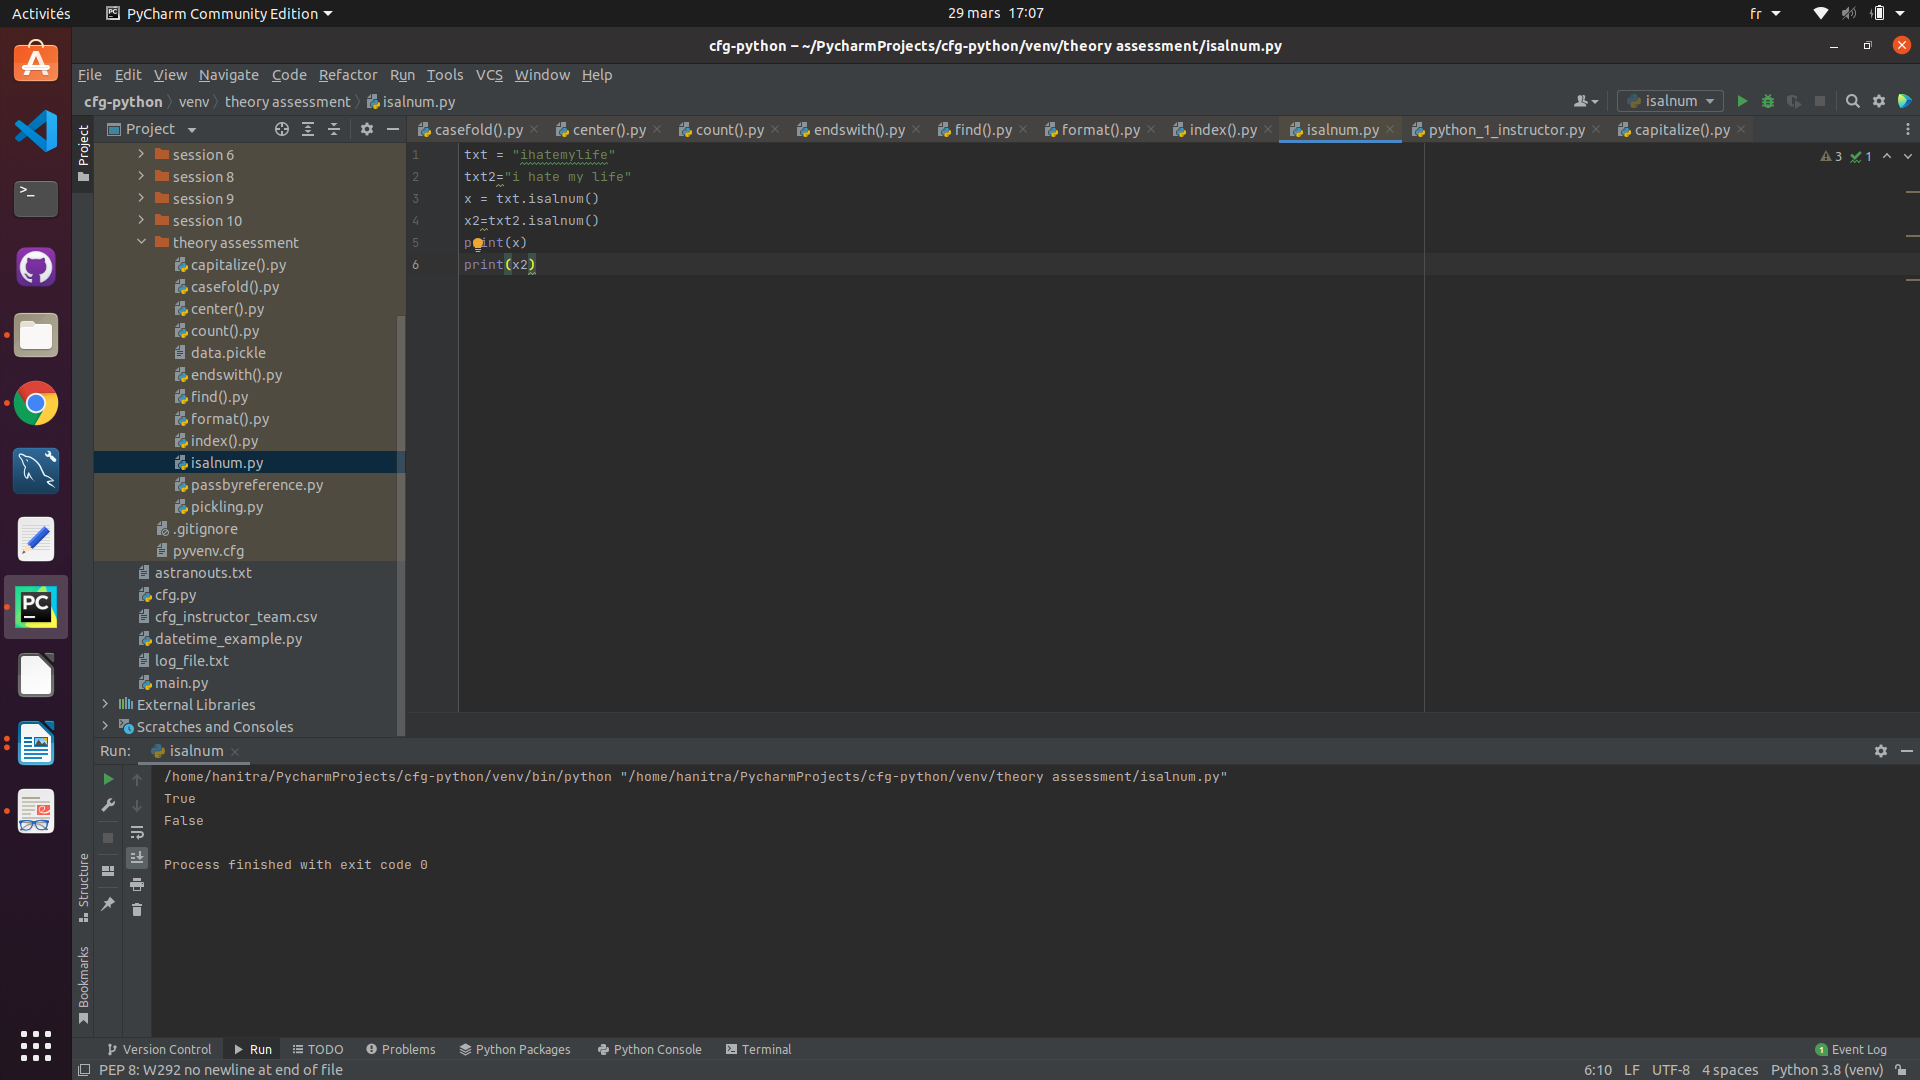 Activités PyCharm Community Edition 29 mars 17:07 fr
cfg-python – ~/PycharmProjects/cfg-python/venv/theory assessment/isalnum.py
File Edit View Navigate Code Refactor Run Tools VCS Window Help
cfg-python venv theory assessment isalnum.py isalnum
Project casefold().py center().py count().py endswith().py find().py format().py index().py isalnum.py python_1_instructor.py capitalize().py
Project
session 6
session 8
session 9
session 10
theory assessment
capitalize().py
casefold().py
center().py
count().py
data.pickle
endswith().py
find().py
format().py
index().py
isalnum.py
passbyreference.py
pickling.py
.gitignore
pyvenv.cfg
astranouts.txt
cfg.py
cfg_instructor_team.csv
datetime_example.py
log_file.txt
main.py
External Libraries
Scratches and Consoles
1 txt = "ihatemylife"
2 txt2="i hate my life"
3 x = txt.isalnum()
4 x2=txt2.isalnum()
5 print(x)
6 print(x2)
3 1
Run: isalnum
/home/hanitra/PycharmProjects/cfg-python/venv/bin/python "/home/hanitra/PycharmProjects/cfg-python/venv/theory assessment/isalnum.py"
True
False
Process finished with exit code 0
Structure
Bookmarks
Version Control Run TODO Problems Python Packages Python Console Terminal 1 Event Log
PEP 8: W292 no newline at end of file 6:10 LF UTF-8 4 spaces Python 3.8 (venv)
PC
PC